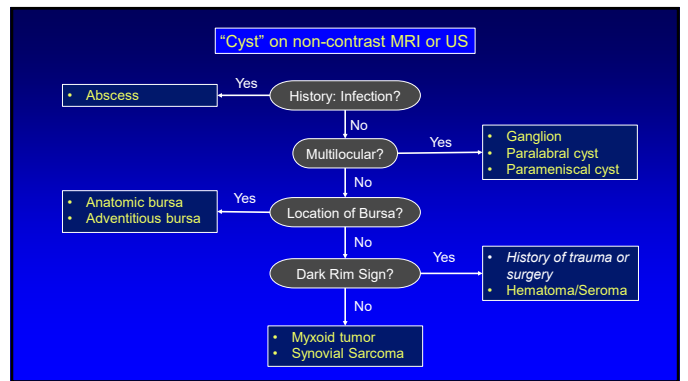 “Cyst” on non-contrast MRI or US
Yes
• Abscess
History: Infection?
No
Multilocular?
Yes
• Ganglion
• Paralabral cyst
• Parameniscal cyst
No
• Anatomic bursa
• Adventitious bursa
Yes
Location of Bursa?
No
Dark Rim Sign?
Yes
• History of trauma or
surgery
• Hematoma/Seroma
No
• Myxoid tumor
• Synovial Sarcoma